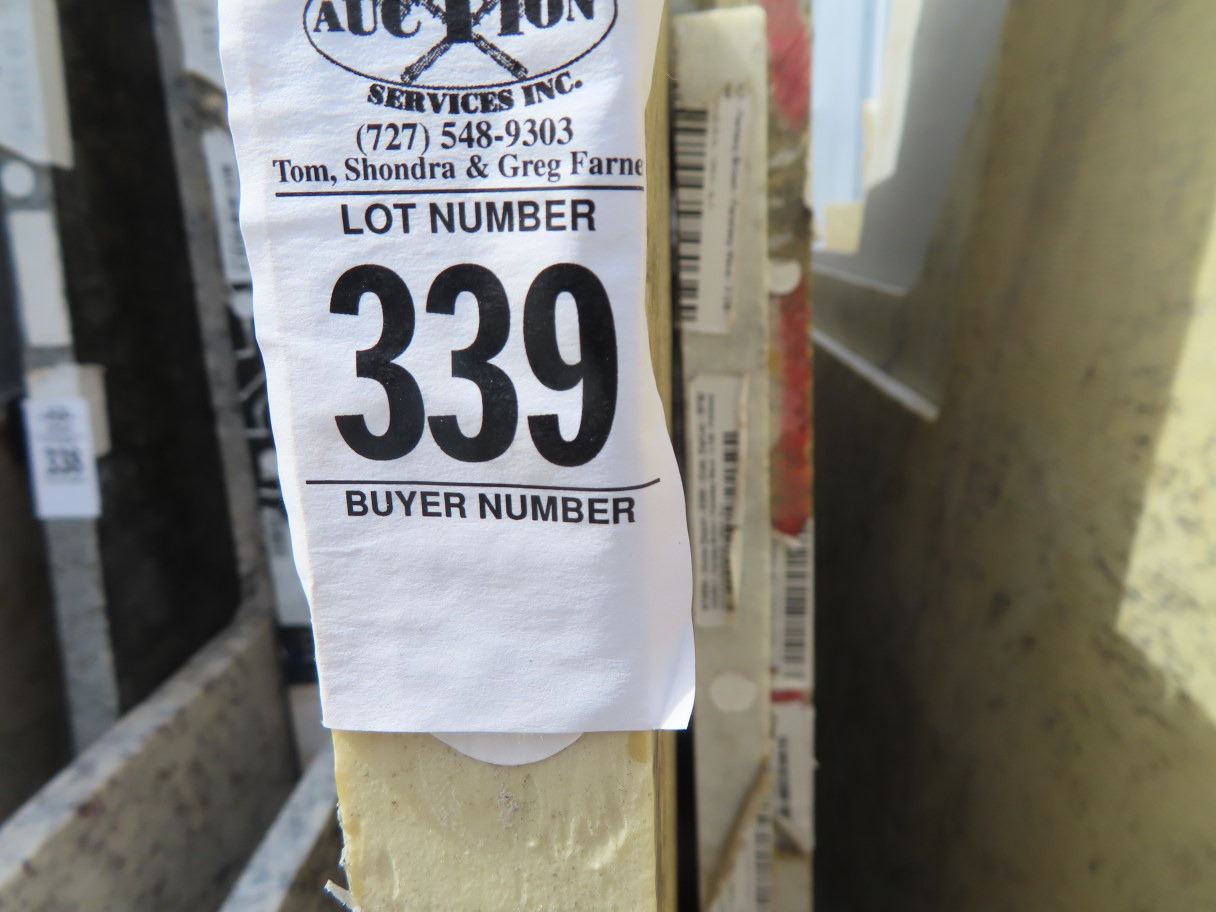 AUCTION
SERVICES INC.
(727) 548-9303
Tom, Shondra & Greg Farne
LOT NUMBER
339
BUYER NUMBER
338